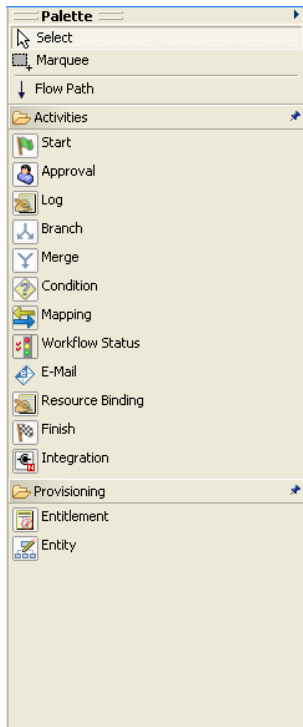 Palette
Select
Marquee
Flow Path
Activities
Start
Approval
Log
Branch
Merge
Condition
Mapping
Workflow Status
E-Mail
Resource Binding
Finish
Integration
Provisioning
Entitlement
Entity